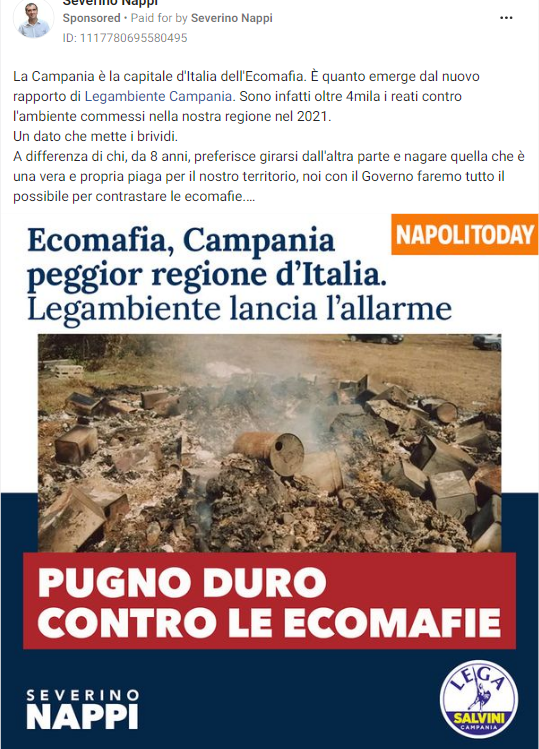 Severino Nappi
Sponsored • Paid for by Severino Nappi
ID: 1117780695580495
La Campania è la capitale d'Italia dell'Ecomafia. È quanto emerge dal nuovo
rapporto di Legambiente Campania. Sono infatti oltre 4mila i reati contro
l'ambiente commessi nella nostra regione nel 2021.
Un dato che mette i brividi.
A differenza di chi, da 8 anni, preferisce girarsi dall'altra parte e nagare quella che è
una vera e propria piaga per il nostro territorio, noi con il Governo faremo tutto il
possibile per contrastare le ecomafie....
NAPOLITODAY
Ecomafia, Campania
peggior regione d'Italia.
Legambiente lancia l'allarme
PUGNO DURO
CONTRO LE ECOMAFIE
SEVERINO
NAPPI
LEGA
SALVINI
CAMPANIA